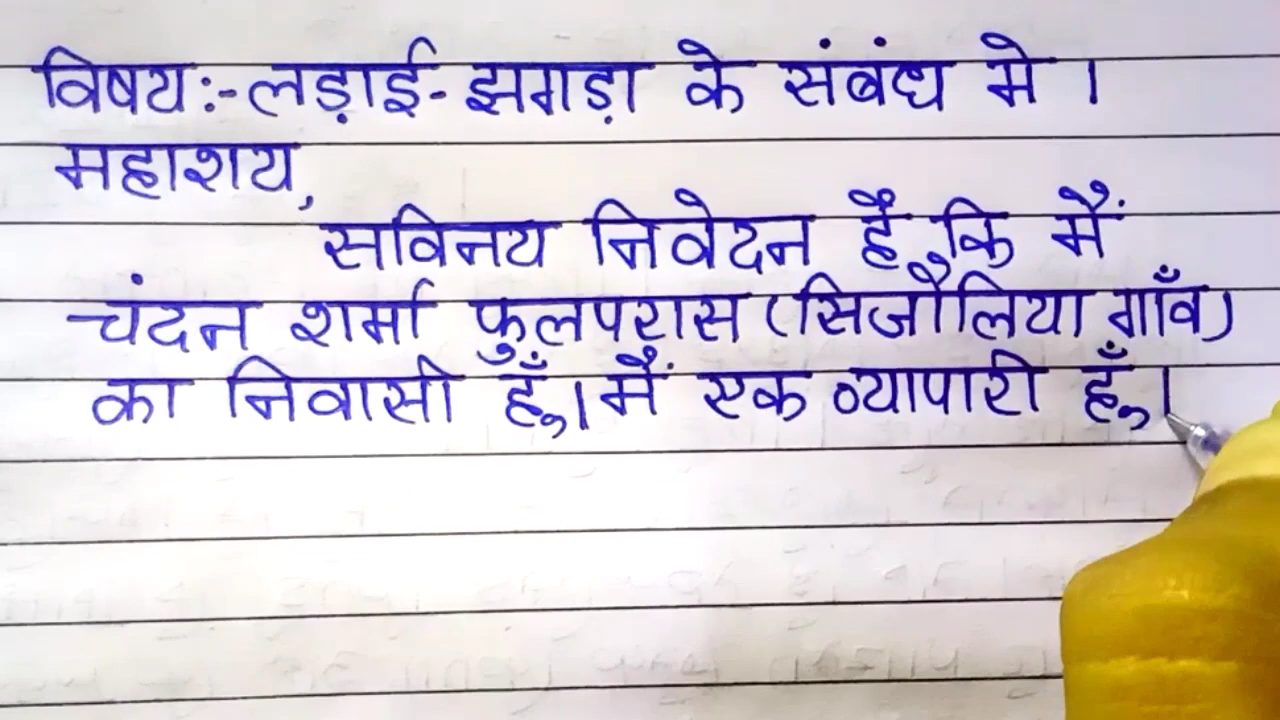 विषय:-लड़ाई-झगड़ा के संबंध मे ।
महाशय,
सविनय निवेदन है कि मैं
चंदन शर्मा फुलपरास (सिजौलिया गाँव)
का निवासी हूँ। मैं एक व्यापारी हूँ।